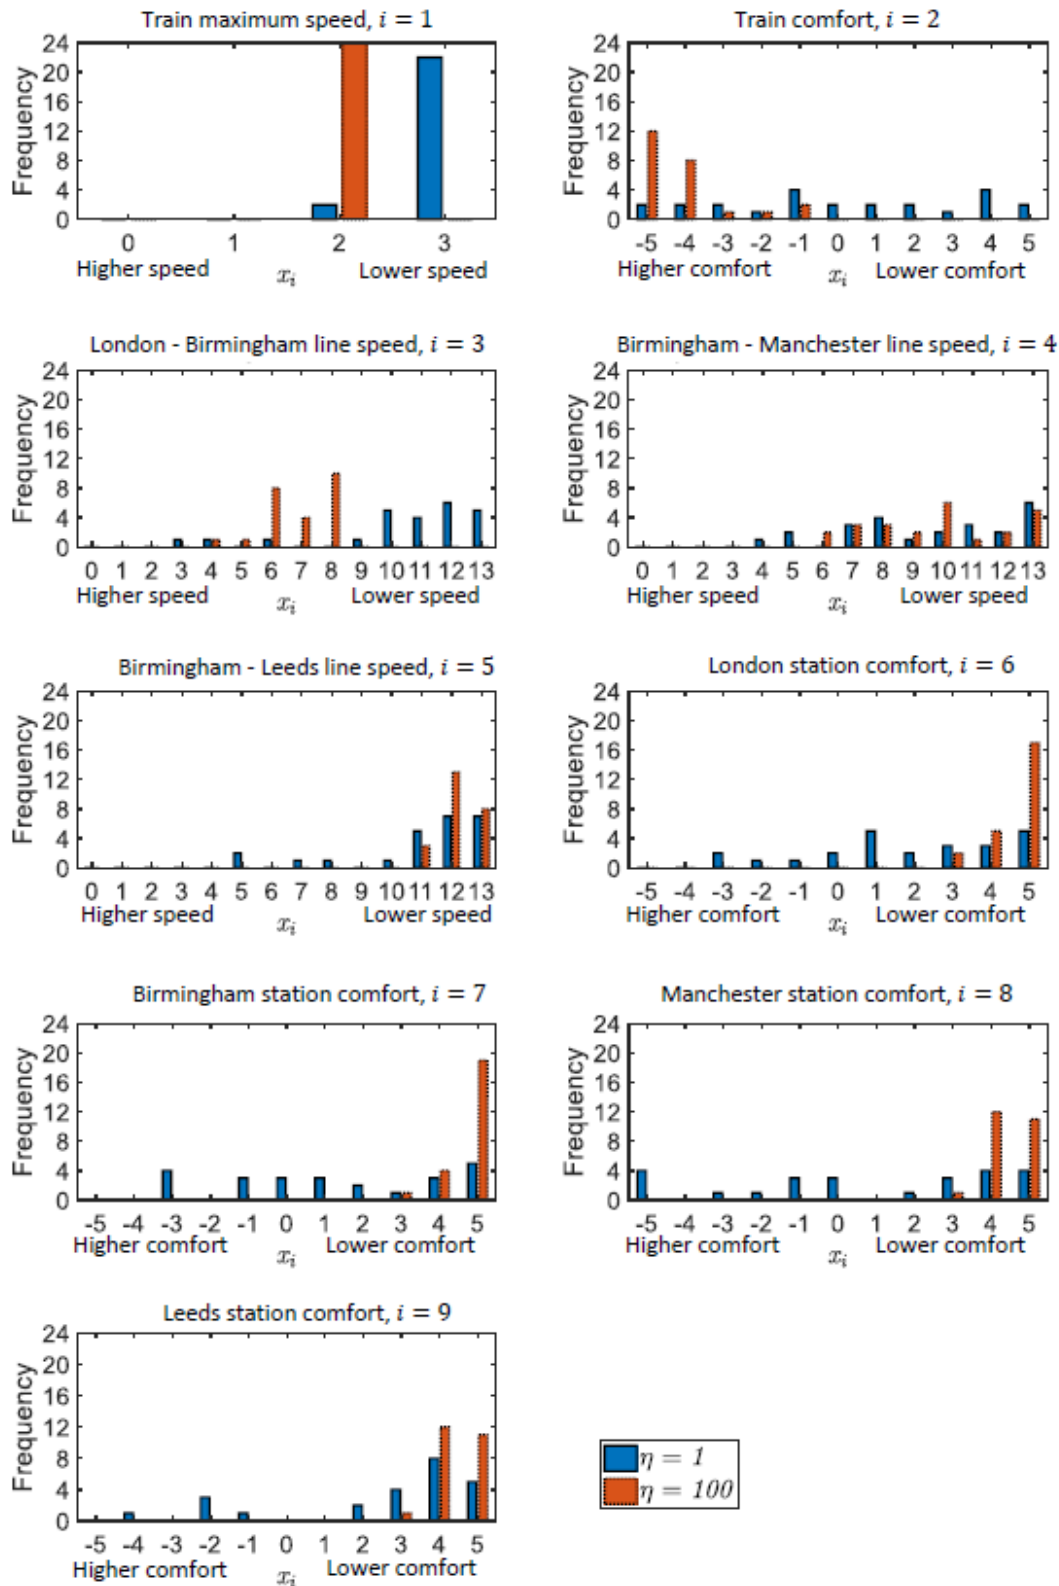 Train maximum speed, i = 1
Frequency
24
20
16
12
8
4
0
0 1 2 3
Higher speed Lower speed
x_i
Train comfort, i = 2
Frequency
24
20
16
12
8
4
0
-5 -4 -3 -2 -1 0 1 2 3 4 5
Higher comfort Lower comfort
x_i
London - Birmingham line speed, i = 3
Frequency
24
20
16
12
8
4
0
0 1 2 3 4 5 6 7 8 9 10 11 12 13
Higher speed Lower speed
x_i
Birmingham - Manchester line speed, i = 4
Frequency
24
20
16
12
8
4
0
0 1 2 3 4 5 6 7 8 9 10 11 12 13
Higher speed Lower speed
x_i
Birmingham - Leeds line speed, i = 5
Frequency
24
20
16
12
8
4
0
0 1 2 3 4 5 6 7 8 9 10 11 12 13
Higher speed Lower speed
x_i
London station comfort, i = 6
Frequency
24
20
16
12
8
4
0
-5 -4 -3 -2 -1 0 1 2 3 4 5
Higher comfort Lower comfort
x_i
Birmingham station comfort, i = 7
Frequency
24
20
16
12
8
4
0
-5 -4 -3 -2 -1 0 1 2 3 4 5
Higher comfort Lower comfort
x_i
Manchester station comfort, i = 8
Frequency
24
20
16
12
8
4
0
-5 -4 -3 -2 -1 0 1 2 3 4 5
Higher comfort Lower comfort
x_i
Leeds station comfort, i = 9
Frequency
24
20
16
12
8
4
0
-5 -4 -3 -2 -1 0 1 2 3 4 5
Higher comfort Lower comfort
x_i
η = 1
η = 100